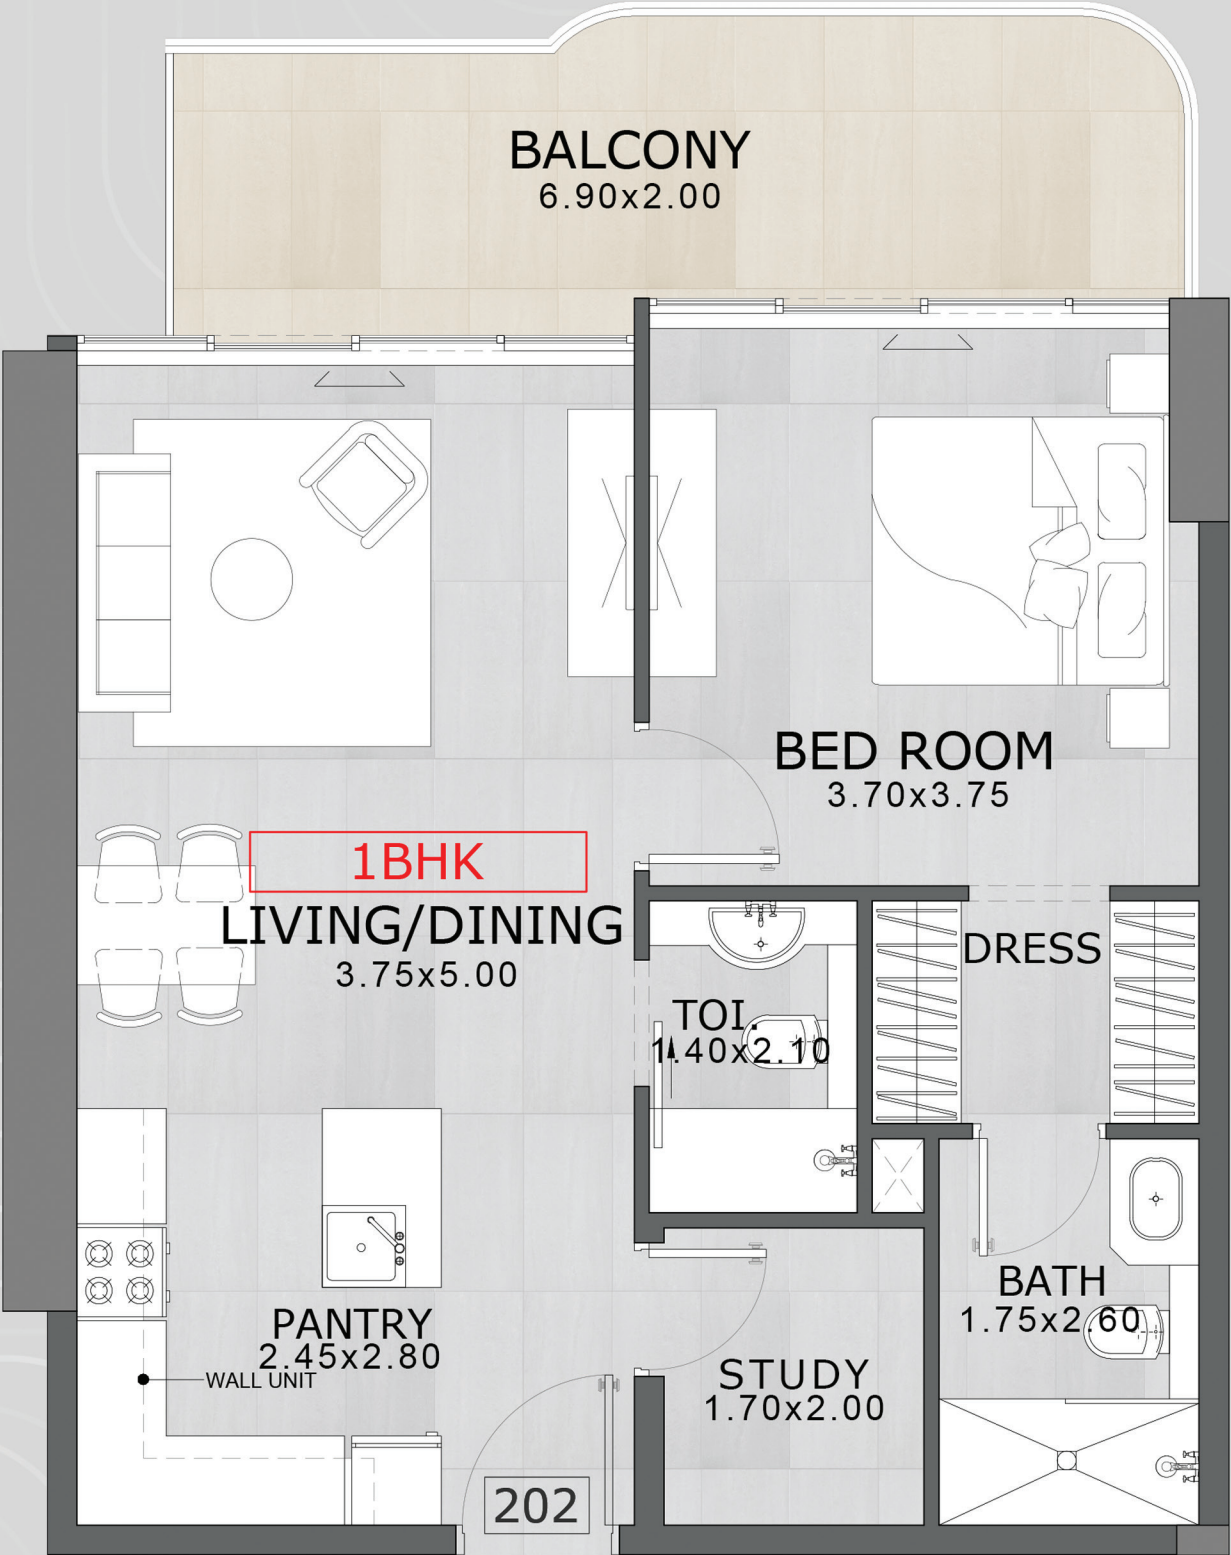 BALCONY
6.90x2.00
BED ROOM
3.70x3.75
1BHK
LIVING/DINING
3.75x5.00
DRESS
TOI.
1.40x2.10
BATH
1.75x2.60
PANTRY
2.45x2.80
WALL UNIT
STUDY
1.70x2.00
202